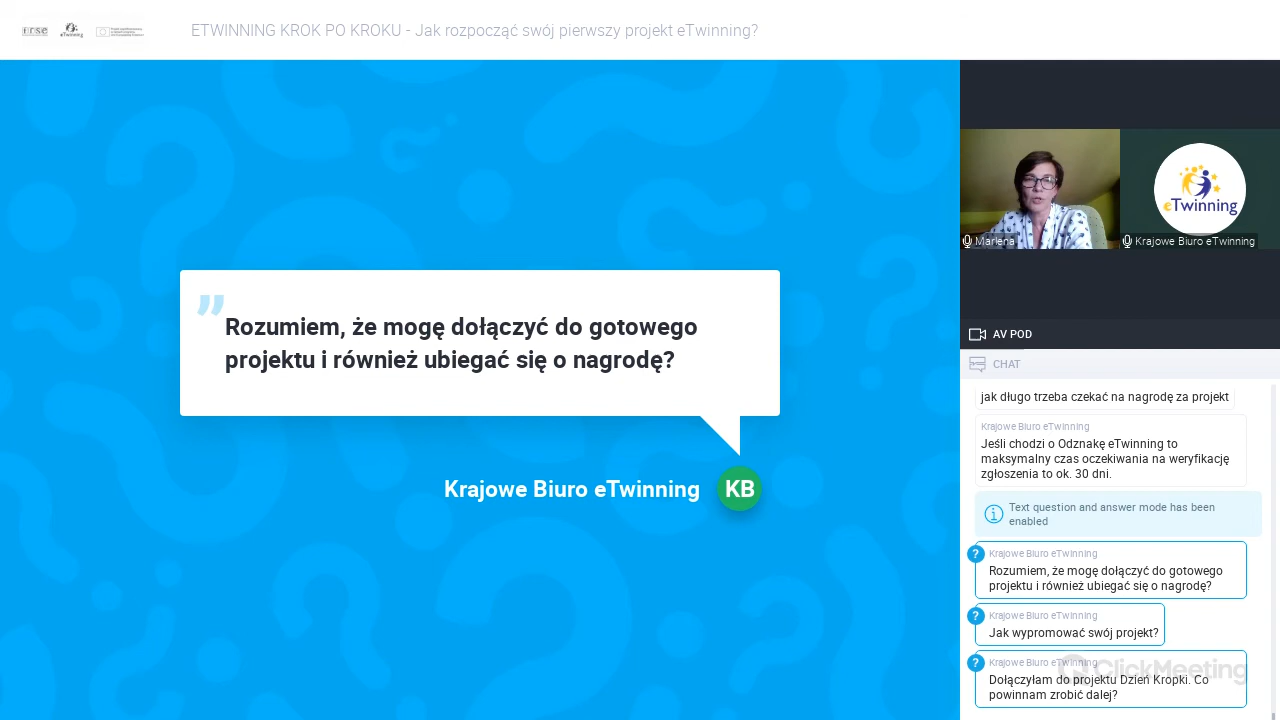 frse
eTwinning
ETWINNING KROK PO KROKU - Jak rozpocząć swój pierwszy projekt eTwinning?
Rozumiem, że mogę dołączyć do gotowego
projektu i również ubiegać się o nagrodę?
Krajowe Biuro eTwinning
KB
eTwinning
Marlena
Krajowe Biuro eTwinning
AV POD
CHAT
jak długo trzeba czekać na nagrodę za projekt
Krajowe Biuro eTwinning
Jeśli chodzi o Odznakę eTwinning to
maksymalny czas oczekiwania na weryfikację
zgłoszenia to ok. 30 dni.
Text question and answer mode has been
enabled
?
Krajowe Biuro eTwinning
Rozumiem, że mogę dołączyć do gotowego
projektu i również ubiegać się o nagrodę?
?
Krajowe Biuro eTwinning
Jak wypromować swój projekt?
?
Krajowe Biuro eTwinning
ClickMeeting
Dołączyłam do projektu Dzień Kropki. Co
powinnam zrobić dalej?